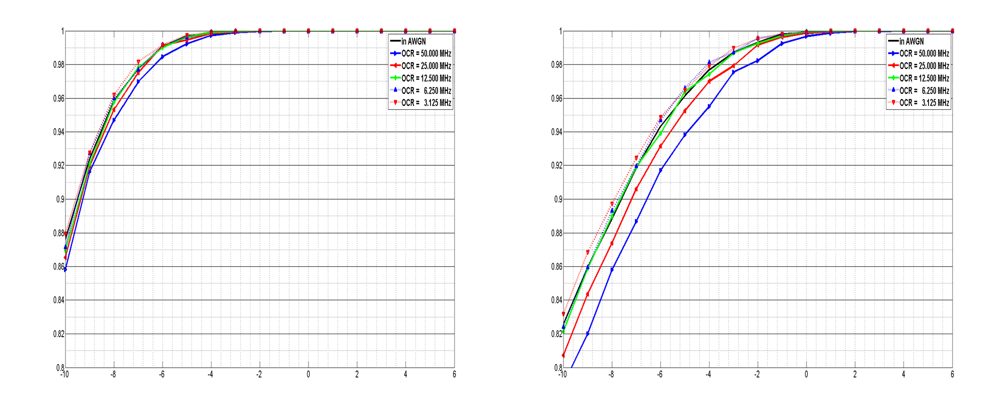 1
0.98
0.96
0.94
0.92
0.9
0.88
0.86
0.84
0.82
0.8
-10 -8 -6 -4 -2 0 2 4 6
in AWGN
OCR = 50.000 MHz
OCR = 25.000 MHz
OCR = 12.500 MHz
OCR = 6.250 MHz
OCR = 3.125 MHz
1
0.98
0.96
0.94
0.92
0.9
0.88
0.86
0.84
0.82
0.8
-10 -8 -6 -4 -2 0 2 4 6
in AWGN
OCR = 50.000 MHz
OCR = 25.000 MHz
OCR = 12.500 MHz
OCR = 6.250 MHz
OCR = 3.125 MHz